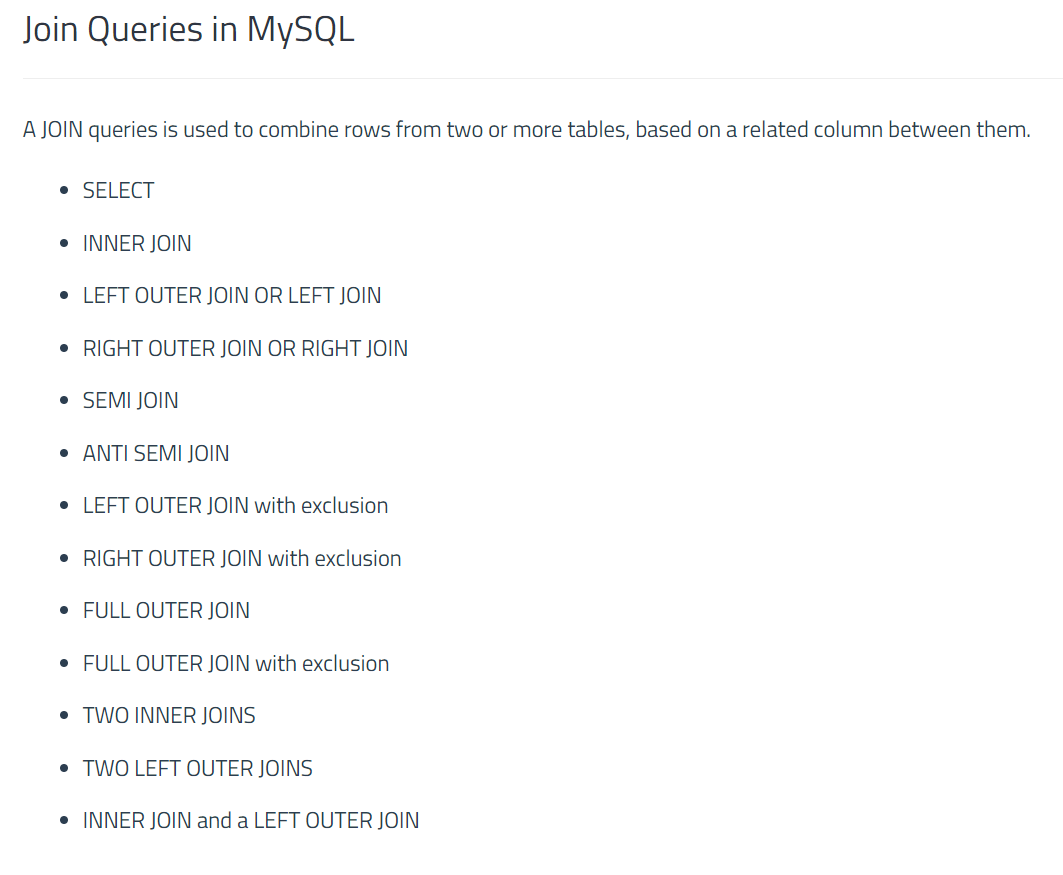 Join Queries in MySQL
A JOIN queries is used to combine rows from two or more tables, based on a related column between them.
SELECT
INNER JOIN
LEFT OUTER JOIN OR LEFT JOIN
RIGHT OUTER JOIN OR RIGHT JOIN
SEMI JOIN
ANTI SEMI JOIN
LEFT OUTER JOIN with exclusion
RIGHT OUTER JOIN with exclusion
FULL OUTER JOIN
FULL OUTER JOIN with exclusion
TWO INNER JOINS
TWO LEFT OUTER JOINS
INNER JOIN and a LEFT OUTER JOIN